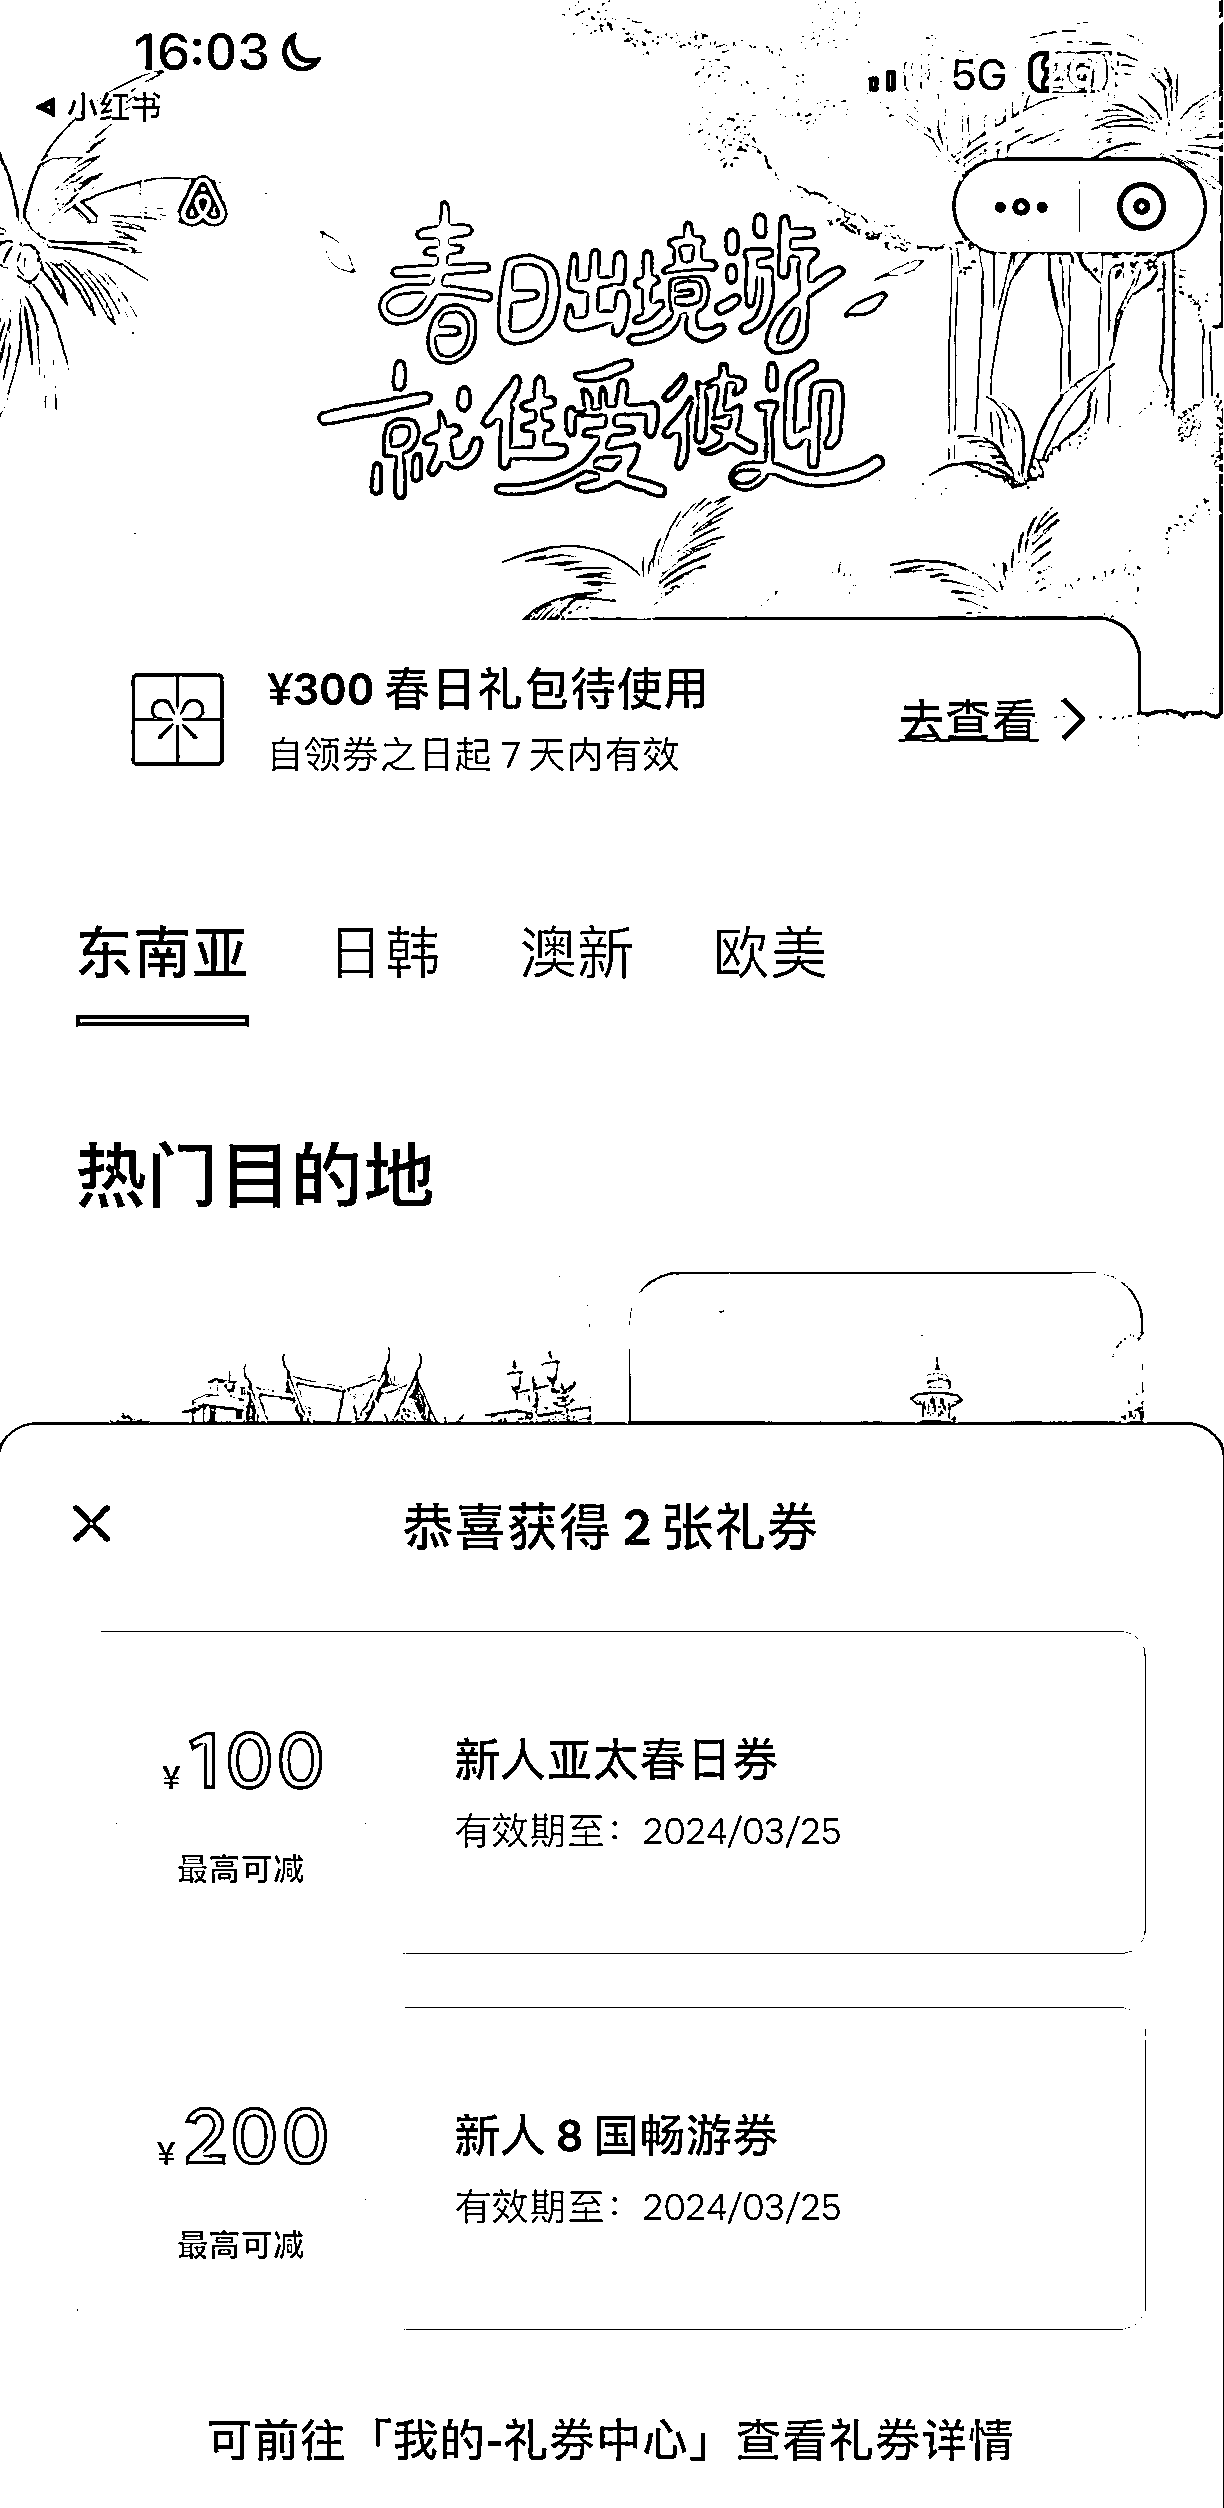 16:03
5G
小红书
春日出境游
就住爱彼迎
¥300 春日礼包待使用
自领券之日起 7 天内有效
去查看
东南亚 日韩 澳新 欧美
热门目的地
恭喜获得 2 张礼券
¥100
最高可减
新人亚太春日券
有效期至：2024/03/25
¥200
最高可减
新人 8 国畅游券
有效期至：2024/03/25
可前往「我的-礼券中心」查看礼券详情